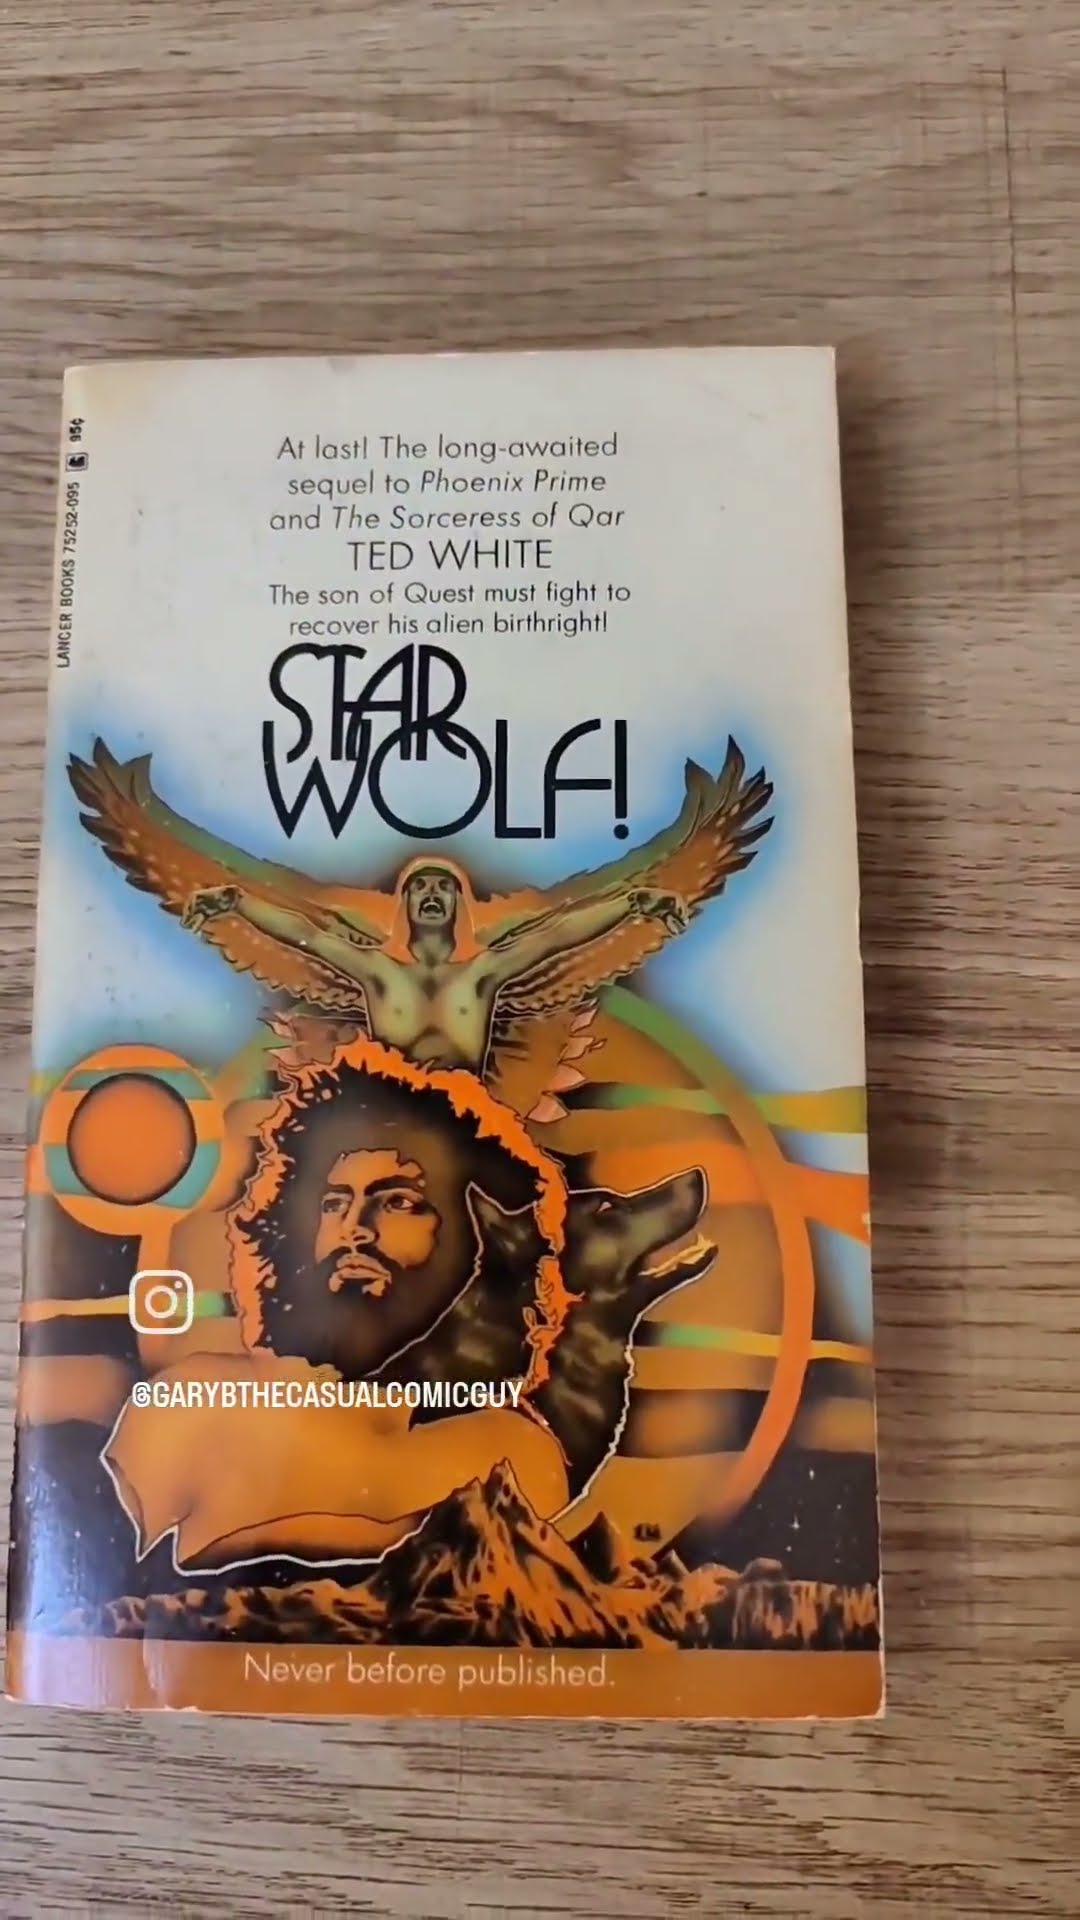 LANCER BOOKS 75252-095 95¢
At last! The long-awaited
sequel to Phoenix Prime
and The Sorceress of Qar
TED WHITE
The son of Quest must fight to
recover his alien birthright!
STAR
WOLF!
@GARYBTHECASUALCOMICGUY
Never before published.